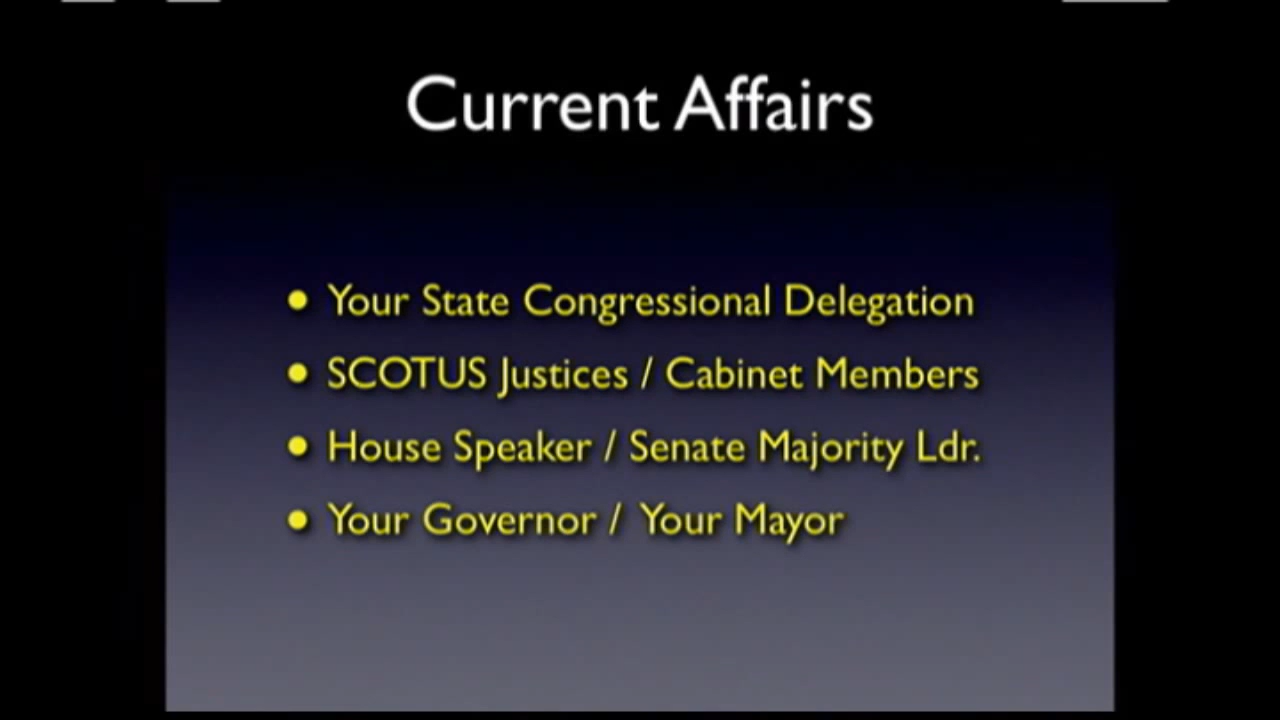 Current Affairs
• Your State Congressional Delegation
• SCOTUS Justices / Cabinet Members
• House Speaker / Senate Majority Ldr.
• Your Governor / Your Mayor